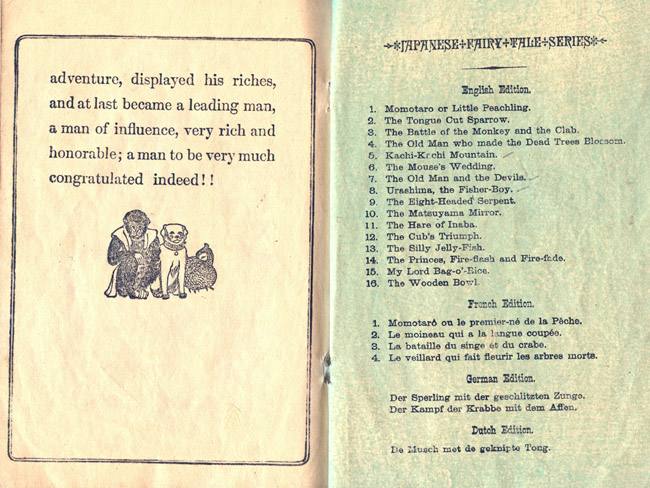 adventure, displayed his riches,
and at last became a leading man,
a man of influence, very rich and
honorable; a man to be very much
congratulated indeed!!
JAPANESE FAIRY TALE SERIES
English Edition.
1. Momotaro or Little Peachling.
2. The Tongue Cut Sparrow.
3. The Battle of the Monkey and the Crab.
4. The Old Man who made the Dead Trees Blossom.
5. Kachi-Kachi Mountain.
6. The Mouse's Wedding.
7. The Old Man and the Devils.
8. Urashima, the Fisher-Boy.
9. The Eight-Headed Serpent.
10. The Matsuyama Mirror.
11. The Hare of Inaba.
12. The Cub's Triumph.
13. The Silly Jelly-Fish.
14. The Princes, Fire-flash and Fire-fade.
15. My Lord Bag-o'-Rice.
16. The Wooden Bowl.
French Edition.
1. Momotaro ou le premier-né de la Pêche.
2. Le moineau qui a la langue coupée.
3. La bataille du singe et du crabe.
4. Le veillard qui fait fleurir les arbres morts.
German Edition.
Der Sperling mit der geschlitzten Zunge.
Der Kampf der Krabbe mit dem Affen.
Dutch Edition.
De Musch met de geknipte Tong.